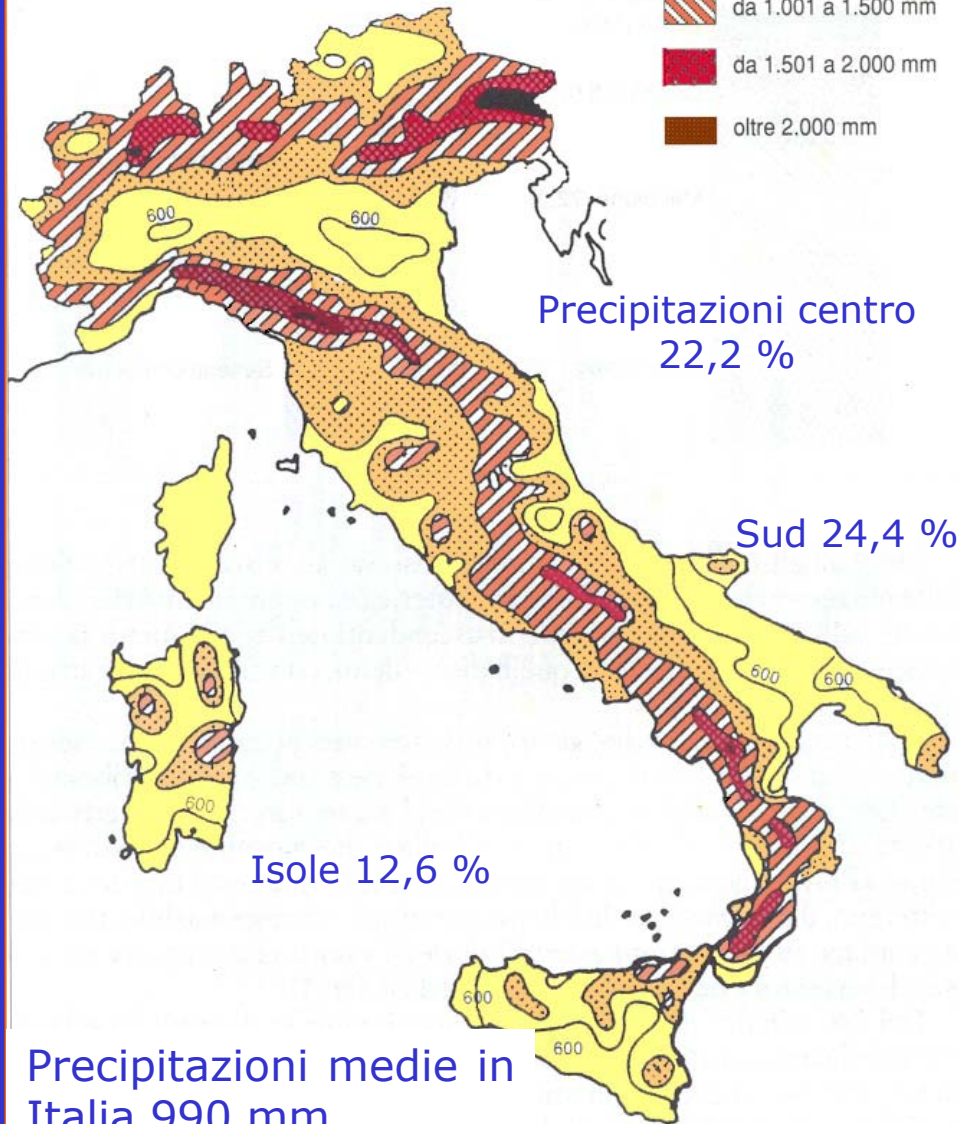 da 1.001 a 1.500 mm
da 1.501 a 2.000 mm
oltre 2.000 mm
600
600
Precipitazioni centro
22,2 %
Sud 24,4 %
600
600
600
Isole 12,6 %
600
600
Precipitazioni medie in
Italia 990 mm